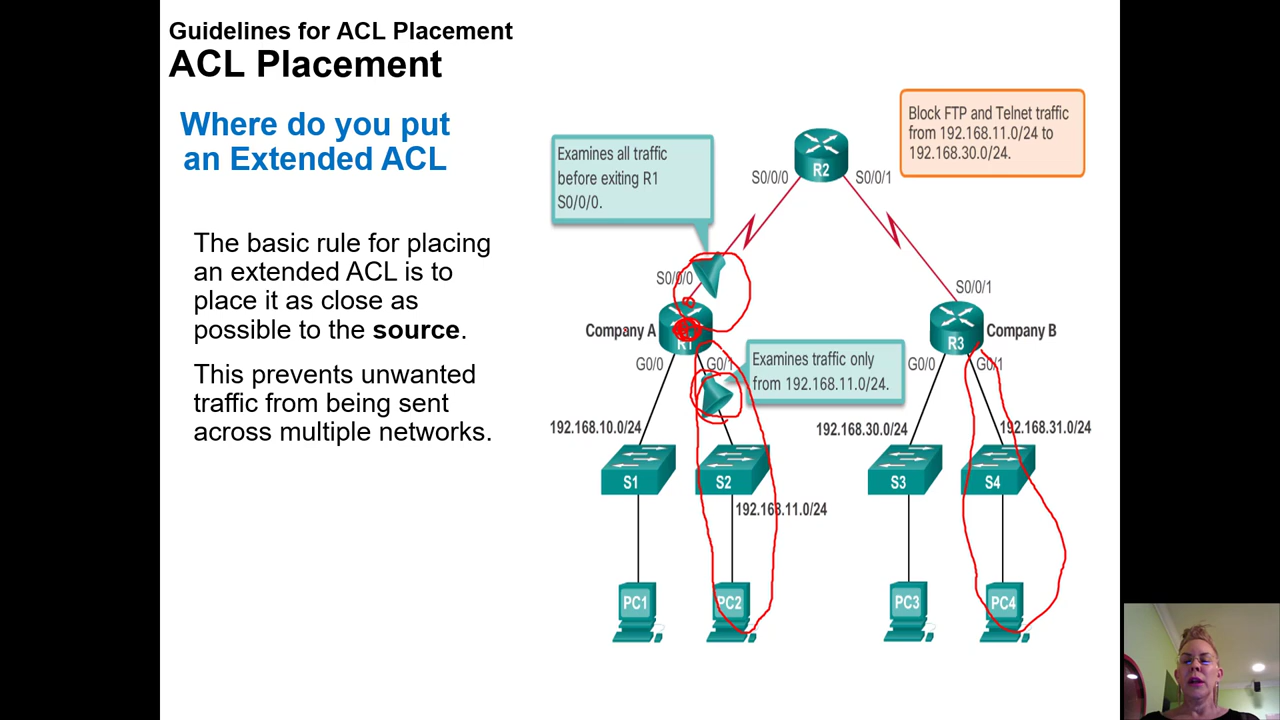 Guidelines for ACL Placement
ACL Placement
Where do you put
an Extended ACL
The basic rule for placing
an extended ACL is to
place it as close as
possible to the source.
This prevents unwanted
traffic from being sent
across multiple networks.
Block FTP and Telnet traffic
from 192.168.11.0/24 to
192.168.30.0/24.
Examines all traffic
before exiting R1
S0/0/0.
R2
S0/0/0
S0/0/1
S0/0/0
S0/0/1
Company A
R1
R3
Company B
G0/0
G0/1
Examines traffic only
from 192.168.11.0/24.
G0/0
G0/1
192.168.10.0/24
192.168.30.0/24
192.168.31.0/24
S1
S2
S3
S4
192.168.11.0/24
PC1
PC2
PC3
PC4